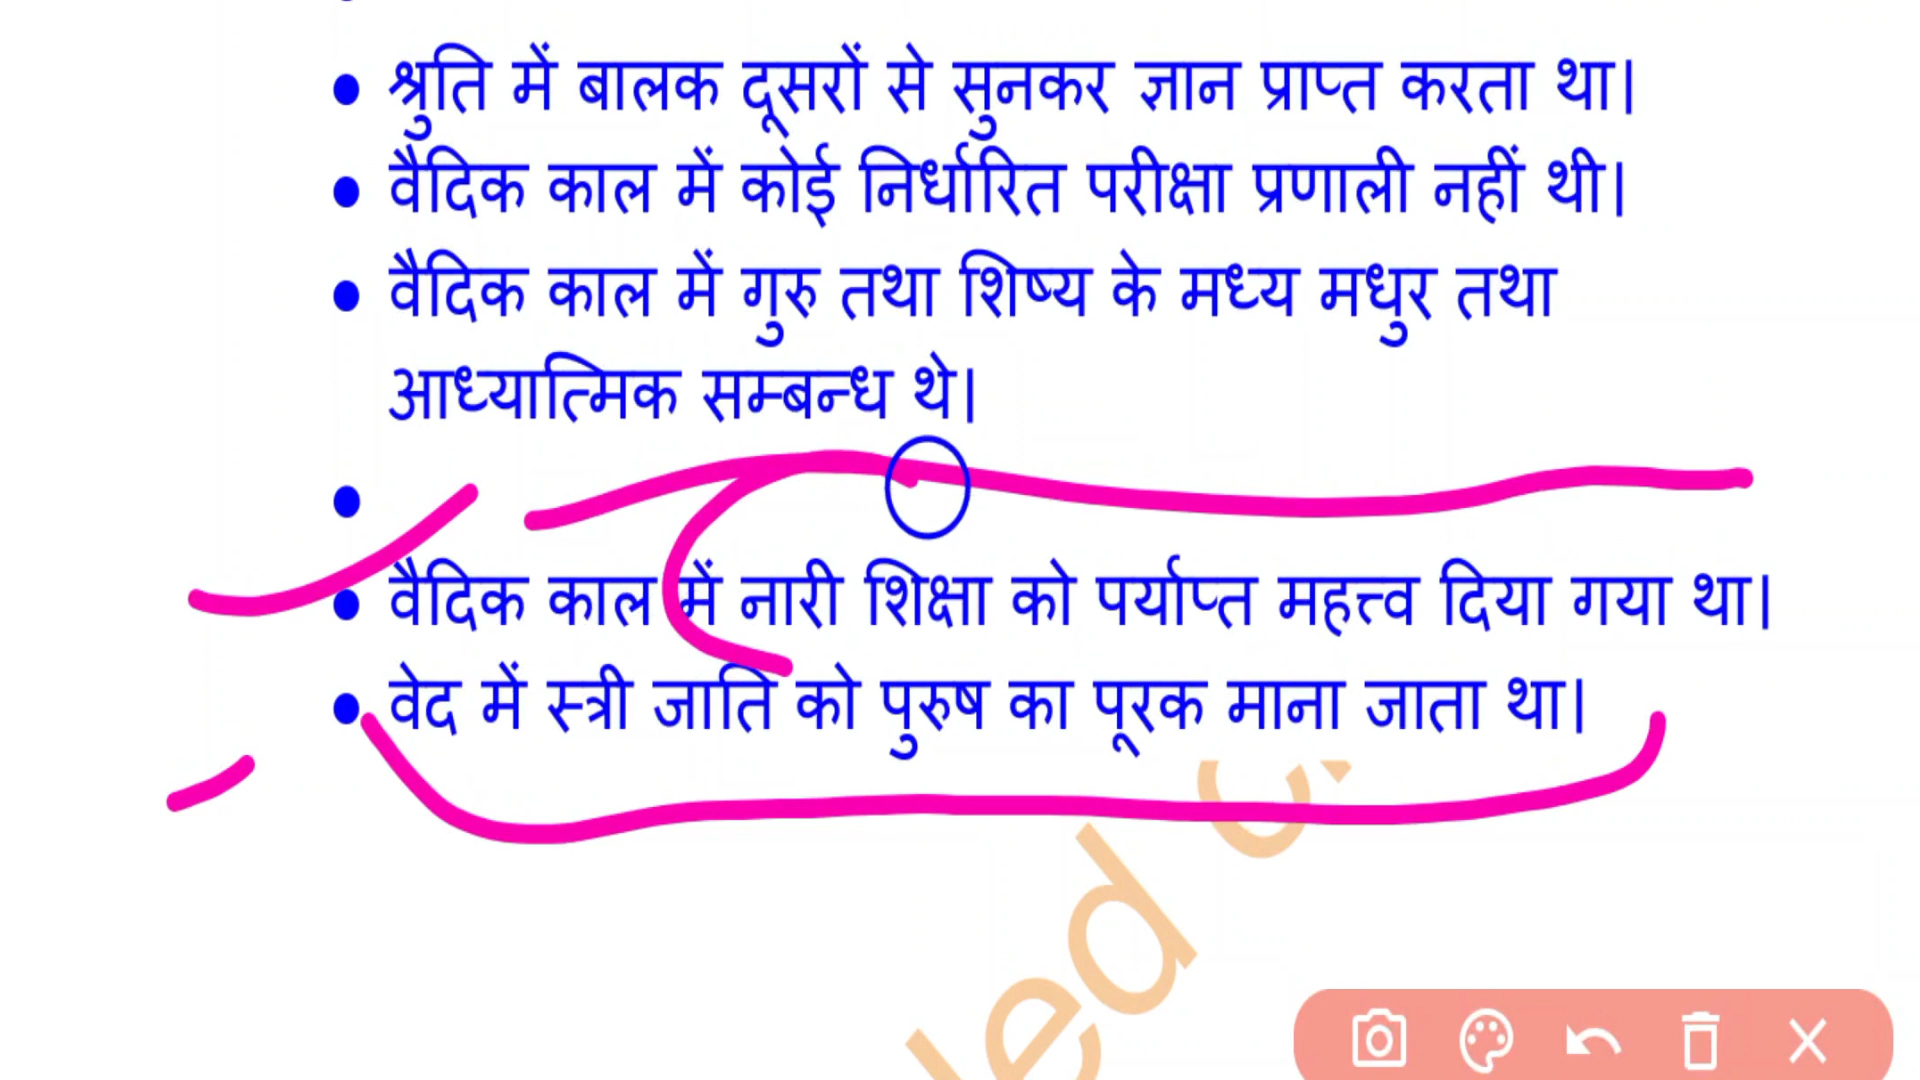 • श्रुति में बालक दूसरों से सुनकर ज्ञान प्राप्त करता था।
• वैदिक काल में कोई निर्धारित परीक्षा प्रणाली नहीं थी।
• वैदिक काल में गुरु तथा शिष्य के मध्य मधुर तथा
आध्यात्मिक सम्बन्ध थे।
•
• वैदिक काल में नारी शिक्षा को पर्याप्त महत्त्व दिया गया था।
• वेद में स्त्री जाति को पुरुष का पूरक माना जाता था।